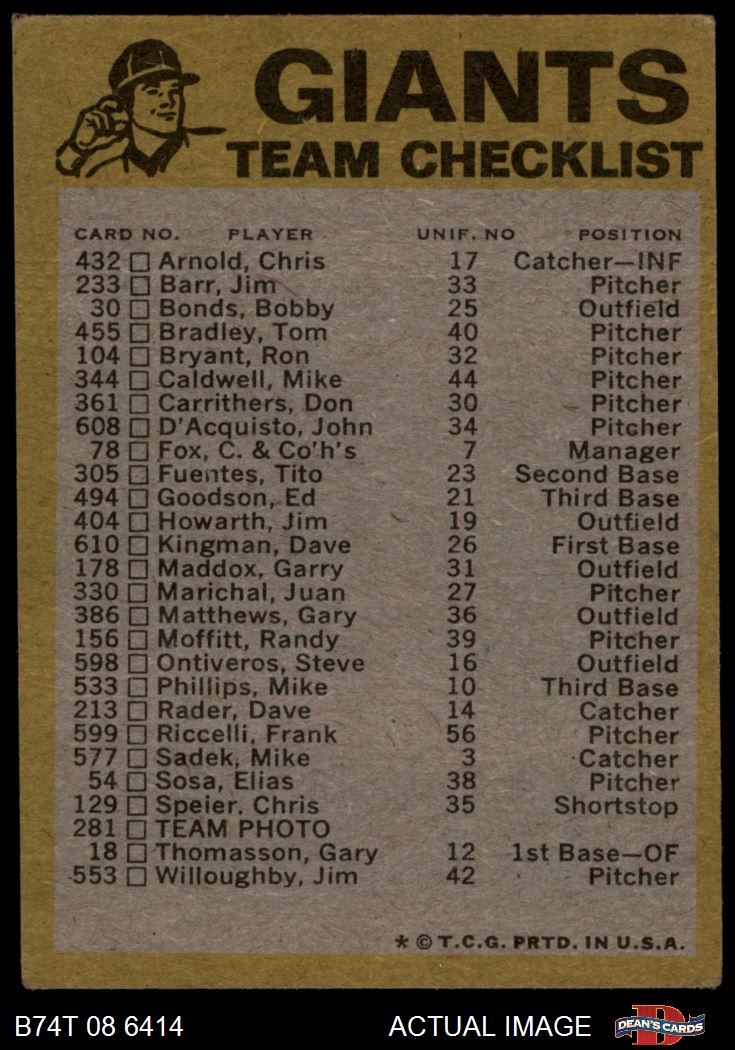 GIANTS
TEAM CHECKLIST
CARD NO. PLAYER UNIF. NO POSITION
432 Arnold, Chris 17 Catcher—INF
233 Barr, Jim 33 Pitcher
30 Bonds, Bobby 25 Outfield
455 Bradley, Tom 40 Pitcher
104 Bryant, Ron 32 Pitcher
344 Caldwell, Mike 44 Pitcher
361 Carrithers, Don 30 Pitcher
608 D'Acquisto, John 34 Pitcher
78 Fox, C. & Co'h's 7 Manager
305 Fuentes, Tito 23 Second Base
494 Goodson, Ed 21 Third Base
404 Howarth, Jim 19 Outfield
610 Kingman, Dave 26 First Base
178 Maddox, Garry 31 Outfield
330 Marichal, Juan 27 Pitcher
386 Matthews, Gary 36 Outfield
156 Moffitt, Randy 39 Pitcher
598 Ontiveros, Steve 16 Outfield
533 Phillips, Mike 10 Third Base
213 Rader, Dave 14 Catcher
599 Riccelli, Frank 56 Pitcher
577 Sadek, Mike 3 Catcher
54 Sosa, Elias 38 Pitcher
129 Speier, Chris 35 Shortstop
281 TEAM PHOTO
18 Thomasson, Gary 12 1st Base—OF
553 Willoughby, Jim 42 Pitcher
* © T.C.G. PRTD. IN U.S.A.
B74T 08 6414 ACTUAL IMAGE DEAN'S CARDS